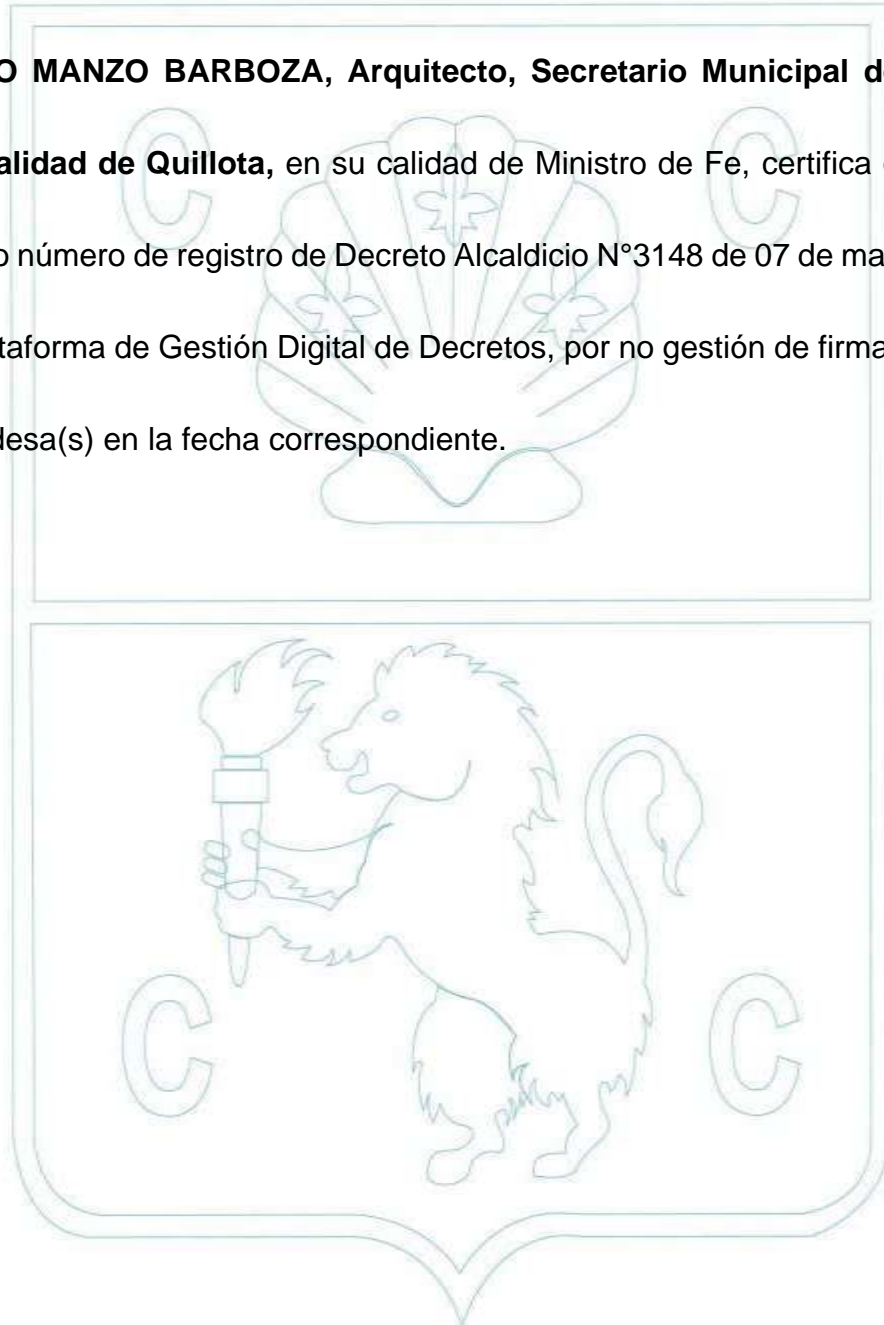 O MANZO BARBOZA, Arquitecto, Secretario Municipal d
alidad de Quillota, en su calidad de Ministro de Fe, certifica
o número de registro de Decreto Alcaldicio N°3148 de 07 de ma
taforma de Gestión Digital de Decretos, por no gestión de firma
desa(s) en la fecha correspondiente.
C C
C C